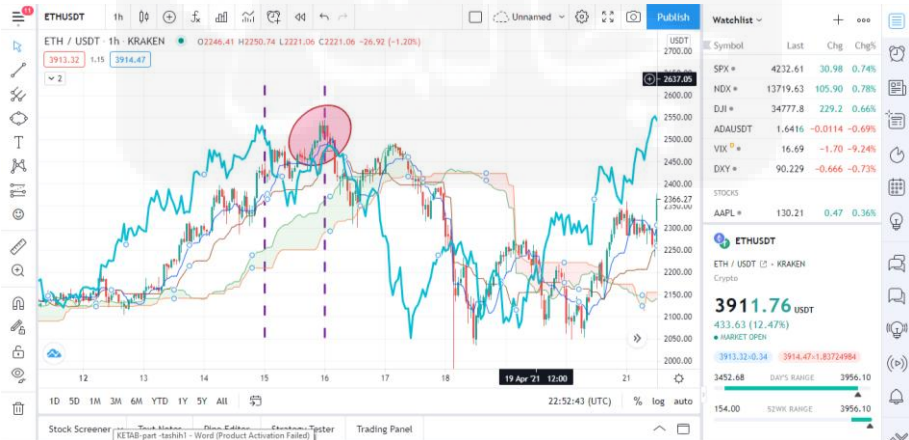 11
ETHUSDT 1h Unnamed Publish
ETH / USDT · 1h · KRAKEN O2246.41 H2250.74 L2221.06 C2221.06 -26.92 (-1.20%)
3913.32 1.15 3914.47
2
USDT
2700.00
2637.05
2600.00
2550.00
2500.00
2450.00
2400.00
2366.27
2350.00
2300.00
2250.00
2200.00
2150.00
2100.00
2050.00
2000.00
12 13 14 15 16 17 18 19 Apr '21 12:00 21
1D 5D 1M 3M 6M YTD 1Y 5Y All 22:52:43 (UTC) % log auto
Stock Screener Text Notes Pine Editor Strategy Tester Trading Panel
KETAB-part -tashih1 - Word (Product Activation Failed)
Watchlist
Symbol Last Chg Chg%
SPX 4232.61 30.98 0.74%
NDX 13719.63 105.90 0.78%
DJI 34777.8 229.2 0.66%
ADAUSDT 1.6416 -0.0114 -0.69%
VIX D 16.69 -1.70 -9.24%
DXY 90.229 -0.666 -0.73%
STOCKS
AAPL 130.21 0.47 0.36%
ETHUSDT
ETH / USDT - KRAKEN
Crypto
3911.76 USDT
433.63 (12.47%)
MARKET OPEN
3913.32×0.34 3914.47×1.83724984
3452.68 DAY'S RANGE 3956.10
154.00 52WK RANGE 3956.10